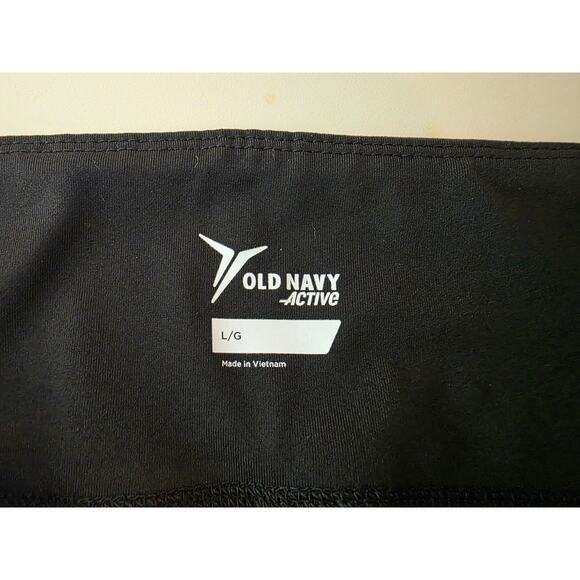 OLD NAVY
ACTIVE
L/G
Made in Vietnam